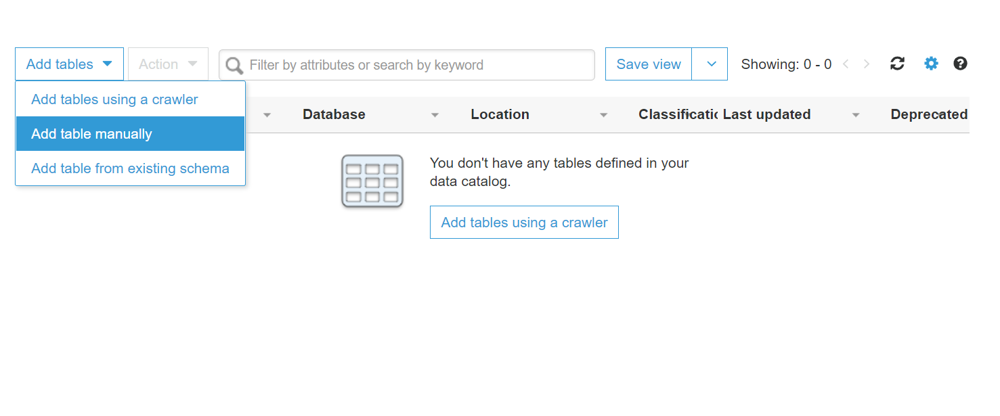 Add tables
Action
Filter by attributes or search by keyword
Save view
Showing: 0 - 0
Add tables using a crawler
Add table manually
Add table from existing schema
Database
Location
Classificatic
Last updated
Deprecated
You don't have any tables defined in your
data catalog.
Add tables using a crawler